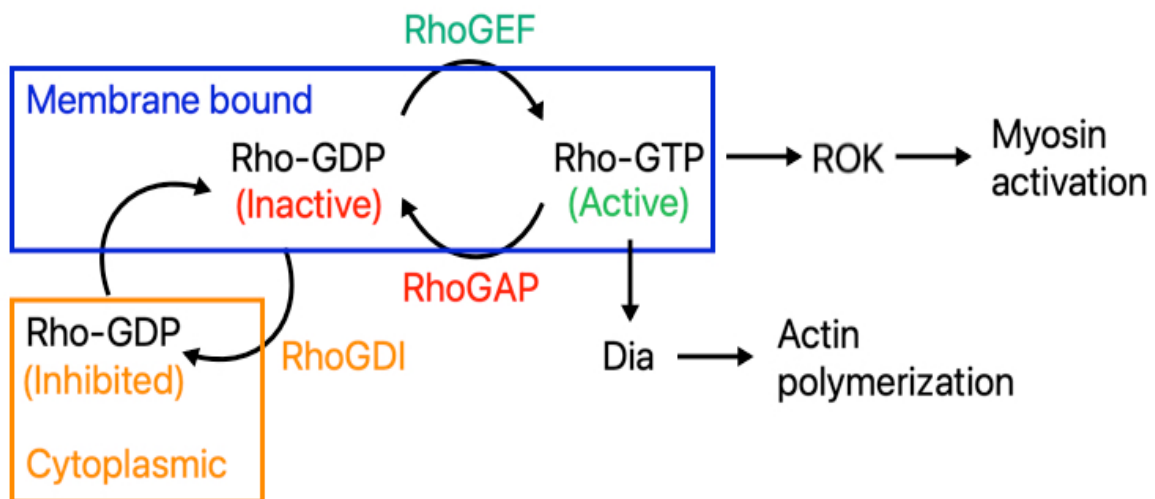 RhoGEF
Membrane bound
Rho-GDP
(Inactive)
Rho-GTP
(Active)
ROK
Myosin
activation
RhoGAP
Rho-GDP
(Inhibited)
RhoGDI
Cytoplasmic
Dia
Actin
polymerization